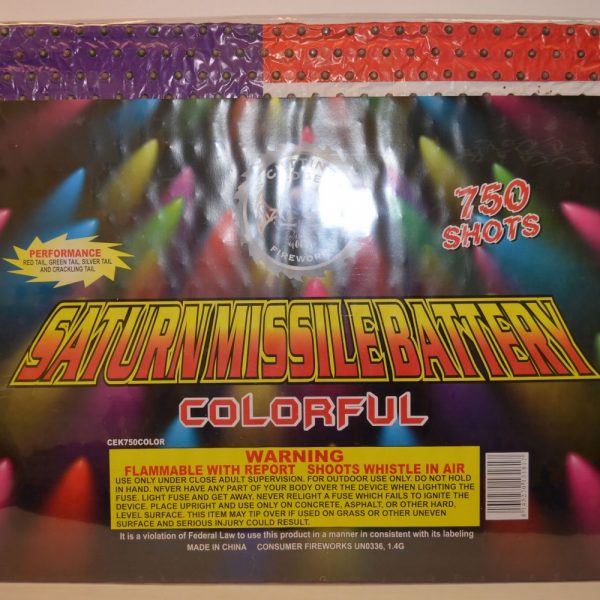 750
SHOTS
PERFORMANCE
RED TAIL, GREEN TAIL, SILVER TAIL
AND CRACKLING TAIL
FIREWORKS
SATURN MISSILE BATTERY
COLORFUL
CEK750COLOR
WARNING
FLAMMABLE WITH REPORT SHOOTS WHISTLE IN AIR
USE ONLY UNDER CLOSE ADULT SUPERVISION. FOR OUTDOOR USE ONLY. DO NOT HOLD
IN HAND. NEVER HAVE ANY PART OF YOUR BODY OVER THE DEVICE WHEN LIGHTING THE
FUSE. LIGHT FUSE AND GET AWAY. NEVER RELIGHT A FUSE WHICH FAILS TO IGNITE THE
DEVICE. PLACE UPRIGHT AND USE ONLY ON CONCRETE, ASPHALT, OR OTHER HARD,
LEVEL SURFACE. THIS ITEM MAY TIP OVER IF USED ON GRASS OR OTHER UNEVEN
SURFACE AND SERIOUS INJURY COULD RESULT.
It is a violation of Federal Law to use this product in a manner in consistent with its labeling
MADE IN CHINA CONSUMER FIREWORKS UN0336, 1.4G